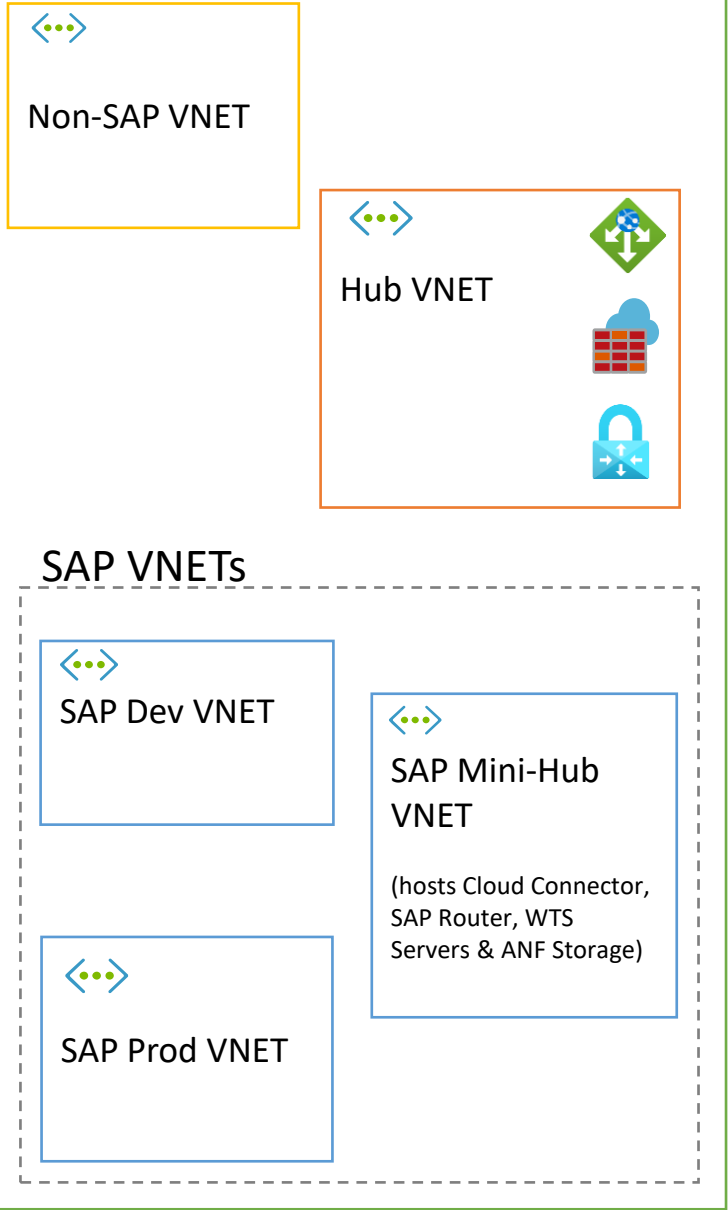 Non-SAP VNET
Hub VNET
SAP VNETs
SAP Dev VNET
SAP Mini-Hub
VNET
(hosts Cloud Connector,
SAP Router, WTS
Servers & ANF Storage)
SAP Prod VNET